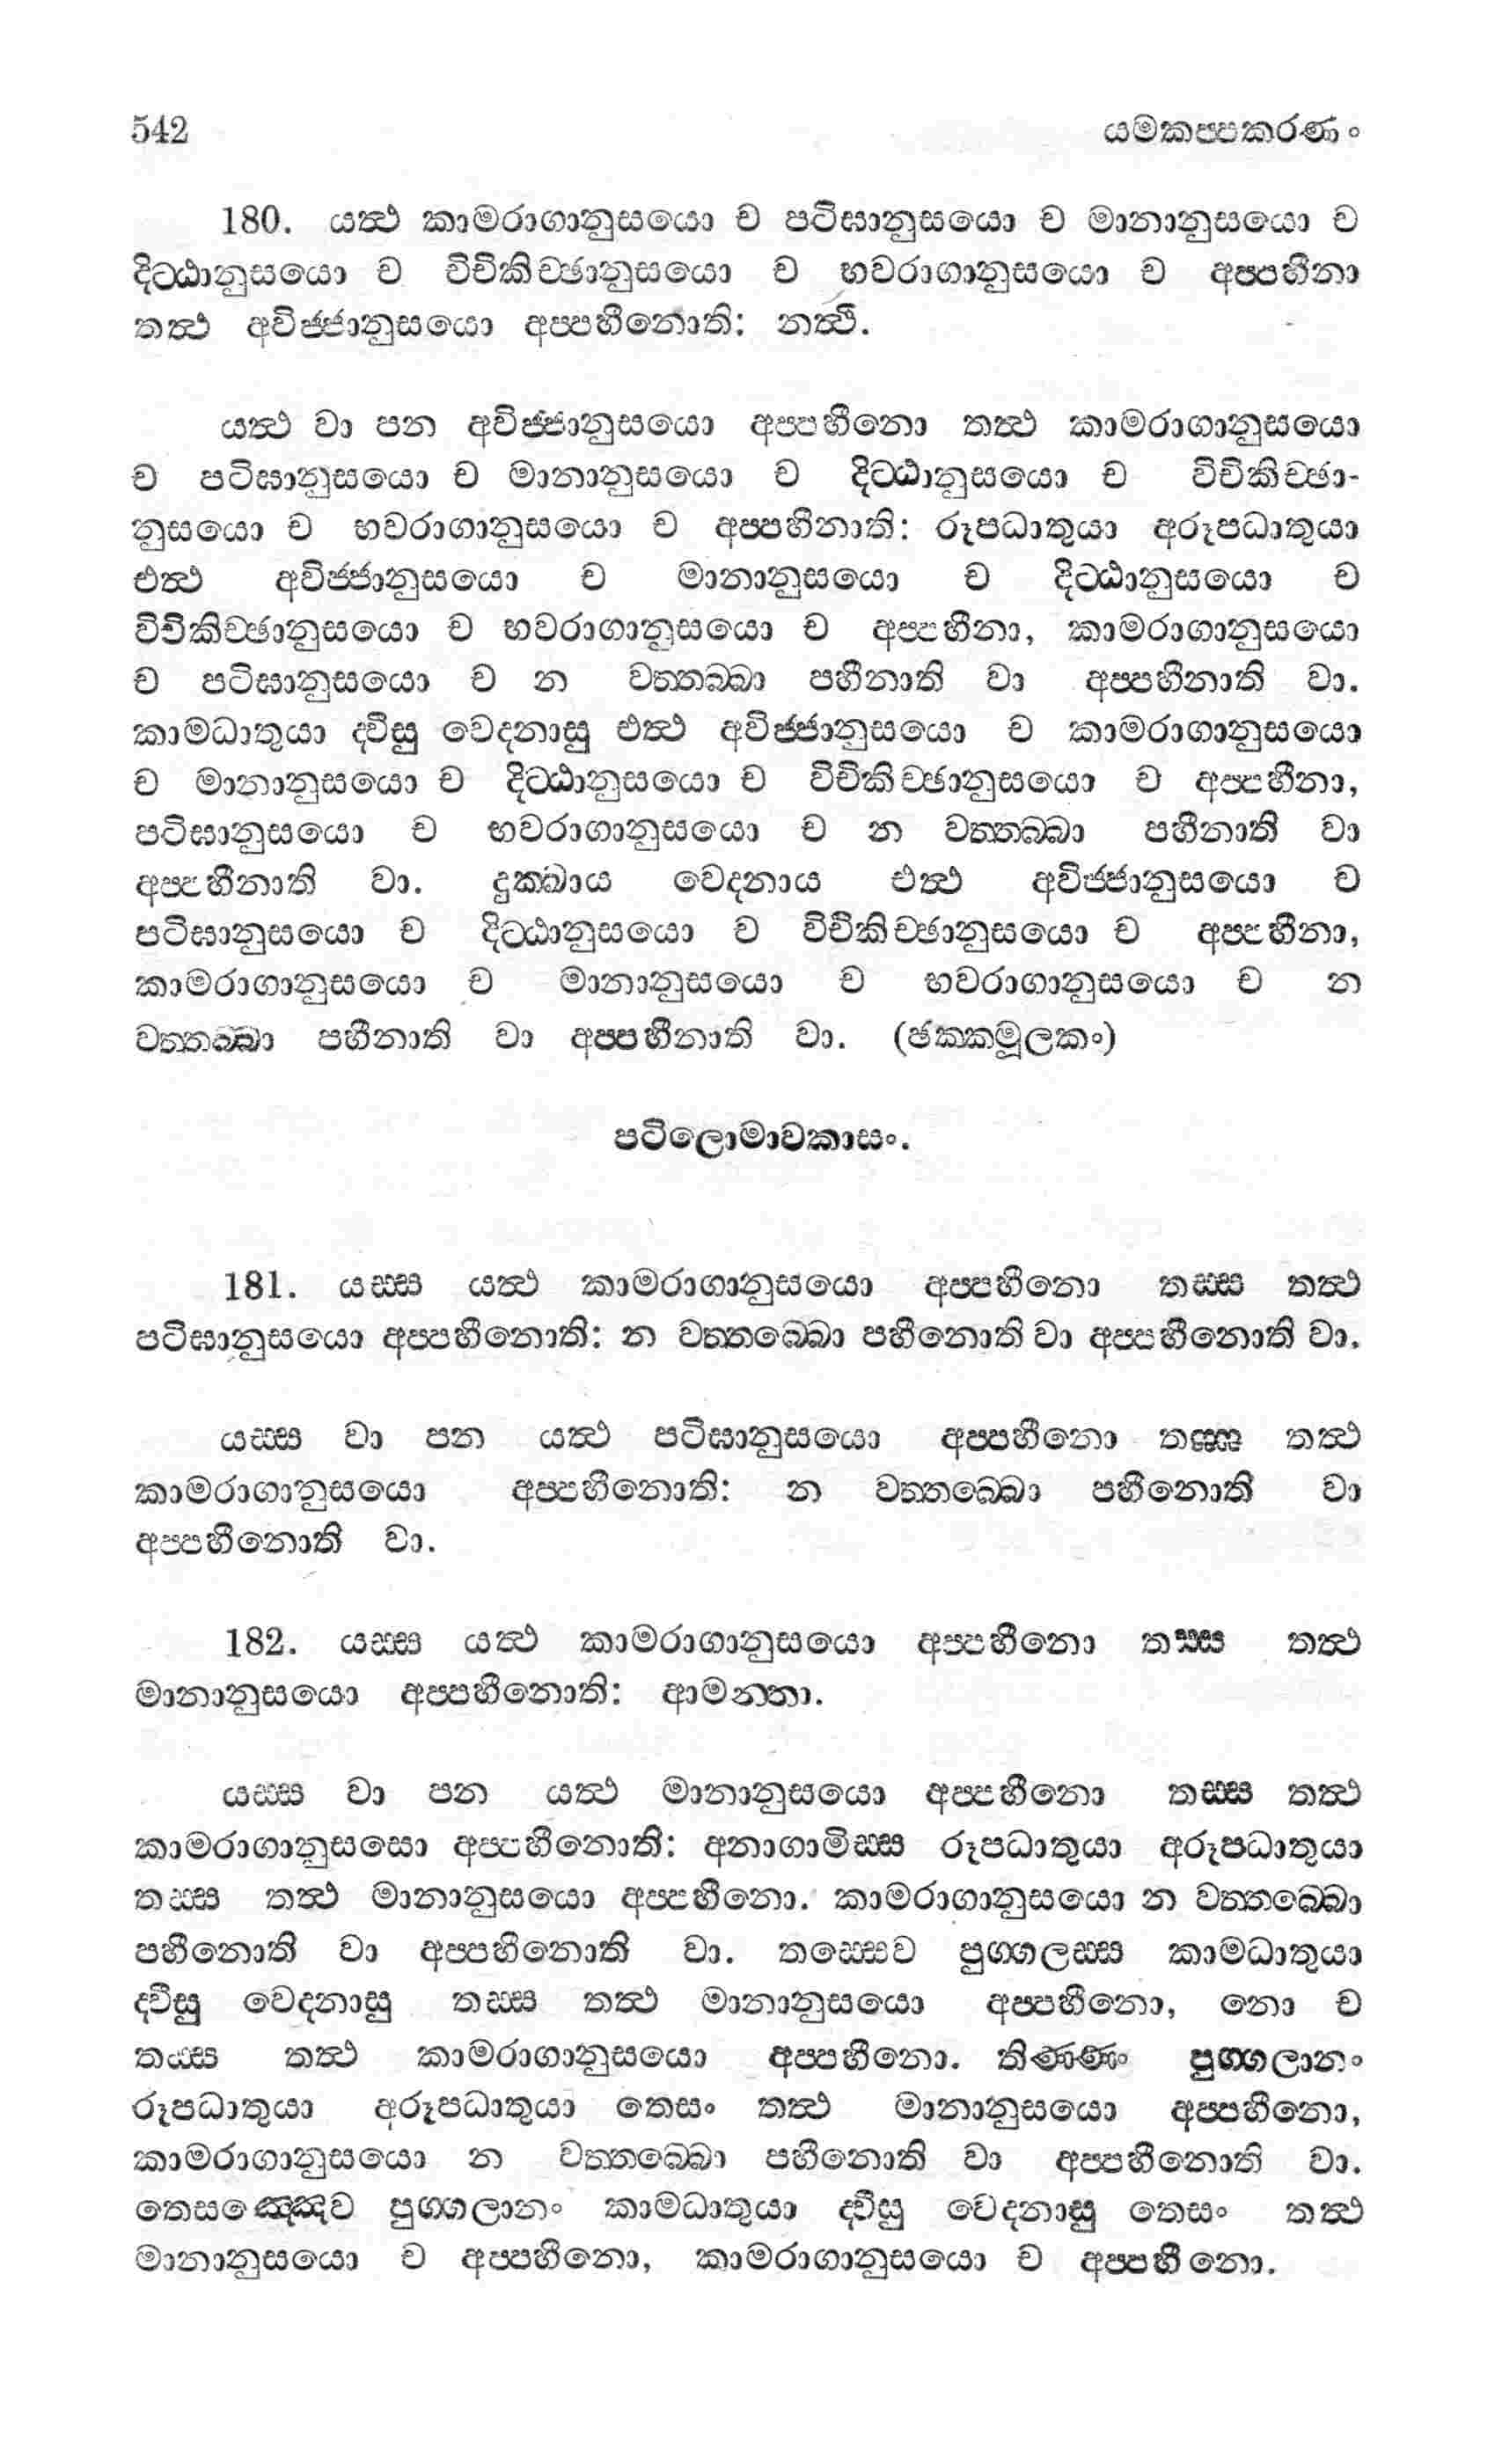 542 යමකප්පකරණං
180. යත්ථ කාමරාගානුසයො ච පටිඝානුසයො ච මානානුසයො ච
දිට්ඨානුසයො ච විචිකිච්ඡානුසයො ච භවරාගානුසයො ච අප්පහීනා
තත්ථ අවිජ්ජානුසයො අප්පහීනොති: නත්ථි.
යත්ථ වා පන අවිජ්ජානුසයො අප්පහීනො තත්ථ කාමරාගානුසයො
ච පටිඝානුසයො ච මානානුසයො ච දිට්ඨානුසයො ච විචිකිච්ඡා-
නුසයො ච භවරාගානුසයො ච අප්පහීනාති: රූපධාතුයා අරූපධාතුයා
එත්ථ අවිජ්ජානුසයො ච මානානුසයො ච දිට්ඨානුසයො ච
විචිකිච්ඡානුසයො ච භවරාගානුසයො ච අප්පහීනා, කාමරාගානුසයො
ච පටිඝානුසයො ච න වත්තබ්බා පහීනාති වා අප්පහීනාති වා.
කාමධාතුයා ද්වීසු වෙදනාසු එත්ථ අවිජ්ජානුසයො ච කාමරාගානුසයො
ච මානානුසයො ච දිට්ඨානුසයො ච විචිකිච්ඡානුසයො ච අප්පහීනා,
පටිඝානුසයො ච භවරාගානුසයො ච න වත්තබ්බා පහීනාති වා
අප්පහීනාති වා. දුක්ඛාය වෙදනාය එත්ථ අවිජ්ජානුසයො ච
පටිඝානුසයො ච දිට්ඨානුසයො ච විචිකිච්ඡානුසයො ච අප්පහීනා,
කාමරාගානුසයො ච මානානුසයො ච භවරාගානුසයො ච න
වත්තබ්බා පහීනාති වා අප්පහීනාති වා. (ඡක්කමූලකං)
පටිලොමාවකාසං.
181. යස්ස යත්ථ කාමරාගානුසයො අප්පහීනො තස්ස තත්ථ
පටිඝානුසයො අප්පහීනොති: න වත්තබ්බො පහීනොති වා අප්පහීනොති වා.
යස්ස වා පන යත්ථ පටිඝානුසයො අප්පහීනො තස්ස තත්ථ
කාමරාගානුසයො අප්පහීනොති: න වත්තබ්බො පහීනොති වා
අප්පහීනොති වා.
182. යස්ස යත්ථ කාමරාගානුසයො අප්පහීනො තස්ස තත්ථ
මානානුසයො අප්පහීනොති: ආමන්තා.
යස්ස වා පන යත්ථ මානානුසයො අප්පහීනො තස්ස තත්ථ
කාමරාගානුසසො අප්පහීනොති: අනාගාමිස්ස රූපධාතුයා අරූපධාතුයා
තස්ස තත්ථ මානානුසයො අප්පහීනො. කාමරාගානුසයො න වත්තබ්බො
පහීනොති වා අප්පහීනොති වා. තස්සෙව පුග්ගලස්ස කාමධාතුයා
ද්වීසු වෙදනාසු තස්ස තත්ථ මානානුසයො අප්පහීනො, නො ච
තස්ස තත්ථ කාමරාගානුසයො අප්පහීනො. තිණ්ණං පුග්ගලානං
රූපධාතුයා අරූපධාතුයා තෙසං තත්ථ මානානුසයො අප්පහීනො,
කාමරාගානුසයො න වත්තබ්බො පහීනොති වා අප්පහීනොති වා.
තෙසඤ්ඤෙව පුග්ගලානං කාමධාතුයා ද්වීසු වෙදනාසු තෙසං තත්ථ
මානානුසයො ච අප්පහීනො, කාමරාගානුසයො ච අප්පහීනො.